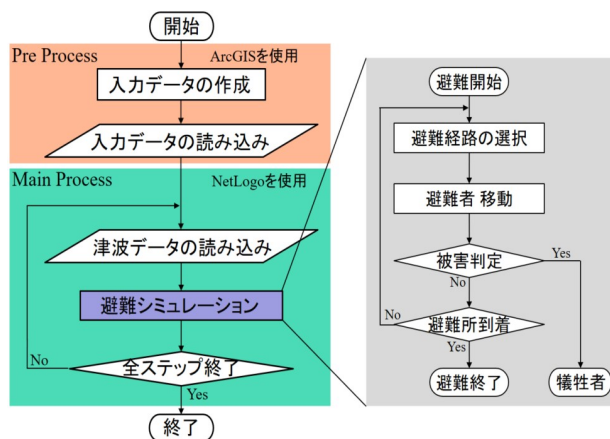 開始
Pre Process
ArcGISを使用
入力データの作成
入力データの読み込み
Main Process
NetLogoを使用
津波データの読み込み
避難シミュレーション
No
全ステップ終了
Yes
終了
避難開始
避難経路の選択
避難者 移動
被害判定
Yes
No
No
避難所到着
Yes
避難終了
犠牲者